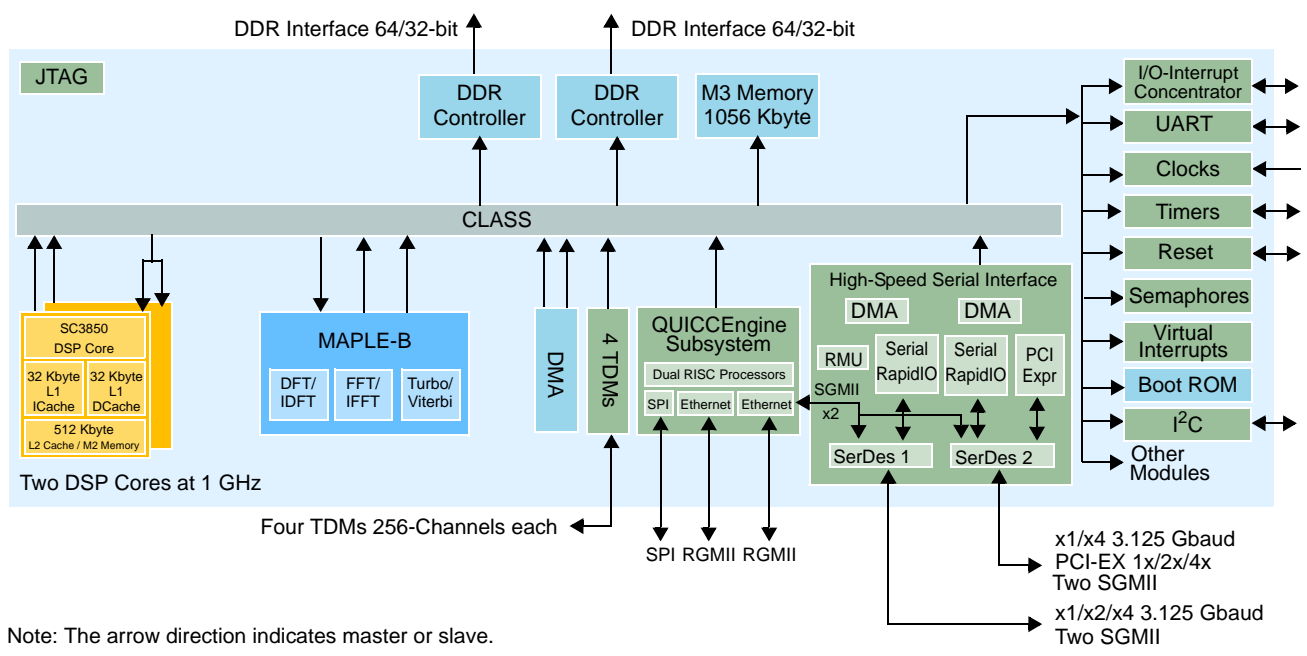 DDR Interface 64/32-bit
DDR Interface 64/32-bit
JTAG
DDR
Controller
DDR
Controller
M3 Memory
1056 Kbyte
I/O-Interrupt
Concentrator
UART
Clocks
Timers
Reset
Semaphores
Virtual
Interrupts
Boot ROM
I²C
Other
Modules
CLASS
SC3850
DSP Core
32 Kbyte
L1
ICache
32 Kbyte
L1
DCache
512 Kbyte
L2 Cache / M2 Memory
Two DSP Cores at 1 GHz
MAPLE-B
DFT/
IDFT
FFT/
IFFT
Turbo/
Viterbi
DMA
4 TDMs
QUICCEngine
Subsystem
Dual RISC Processors
SPI
Ethernet
Ethernet
High-Speed Serial Interface
DMA
DMA
RMU
Serial
RapidIO
Serial
RapidIO
PCI
Expr
SGMII
x2
SerDes 1
SerDes 2
Four TDMs 256-Channels each
SPI
RGMII
RGMII
x1/x4 3.125 Gbaud
PCI-EX 1x/2x/4x
Two SGMII
x1/x2/x4 3.125 Gbaud
Two SGMII
Note: The arrow direction indicates master or slave.